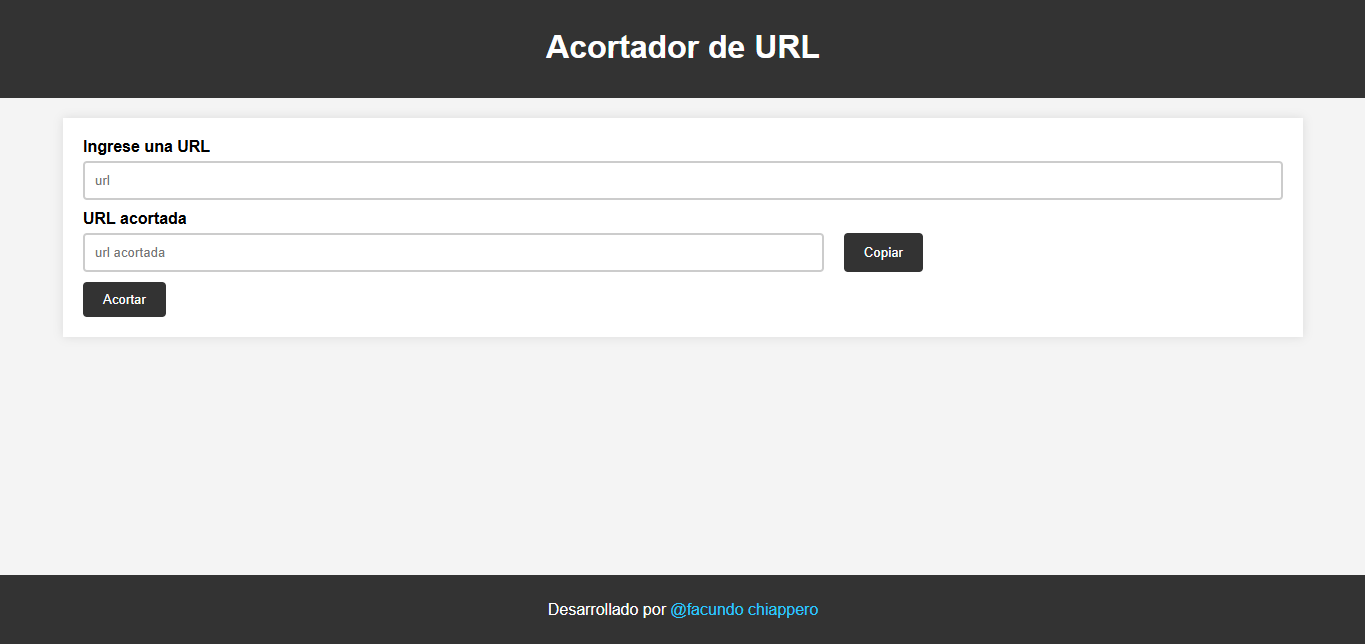 Acortador de URL
Ingrese una URL
url
URL acortada
url acortada
Copiar
Acortar
Desarrollado por @facundo chiappero